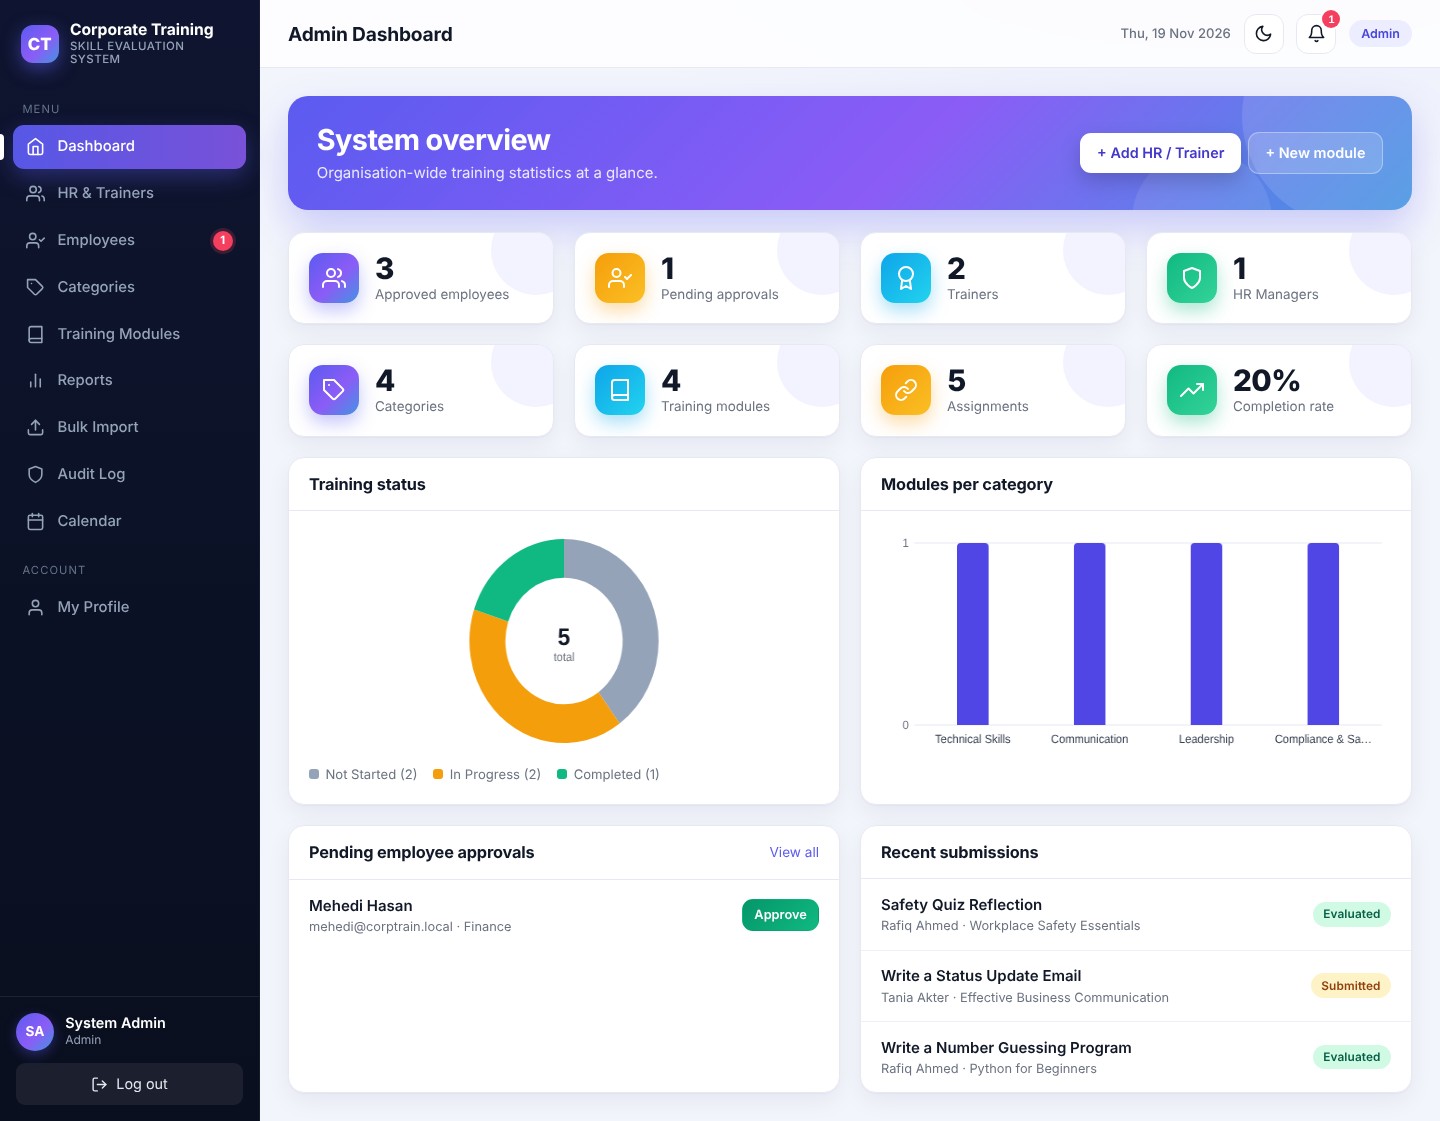 CT
Corporate Training
SKILL EVALUATION
SYSTEM
MENU
Dashboard
HR & Trainers
Employees
1
Categories
Training Modules
Reports
Bulk Import
Audit Log
Calendar
ACCOUNT
My Profile
SA
System Admin
Admin
Log out
Admin Dashboard
Thu, 19 Nov 2026
1
Admin
System overview
Organisation-wide training statistics at a glance.
+ Add HR / Trainer
+ New module
3
Approved employees
1
Pending approvals
2
Trainers
1
HR Managers
4
Categories
4
Training modules
5
Assignments
20%
Completion rate
Training status
5
total
Not Started (2)
In Progress (2)
Completed (1)
Modules per category
1
0
Technical Skills
Communication
Leadership
Compliance & Sa...
Pending employee approvals
View all
Mehedi Hasan
mehedi@corptrain.local · Finance
Approve
Recent submissions
Safety Quiz Reflection
Rafiq Ahmed · Workplace Safety Essentials
Evaluated
Write a Status Update Email
Tania Akter · Effective Business Communication
Submitted
Write a Number Guessing Program
Rafiq Ahmed · Python for Beginners
Evaluated